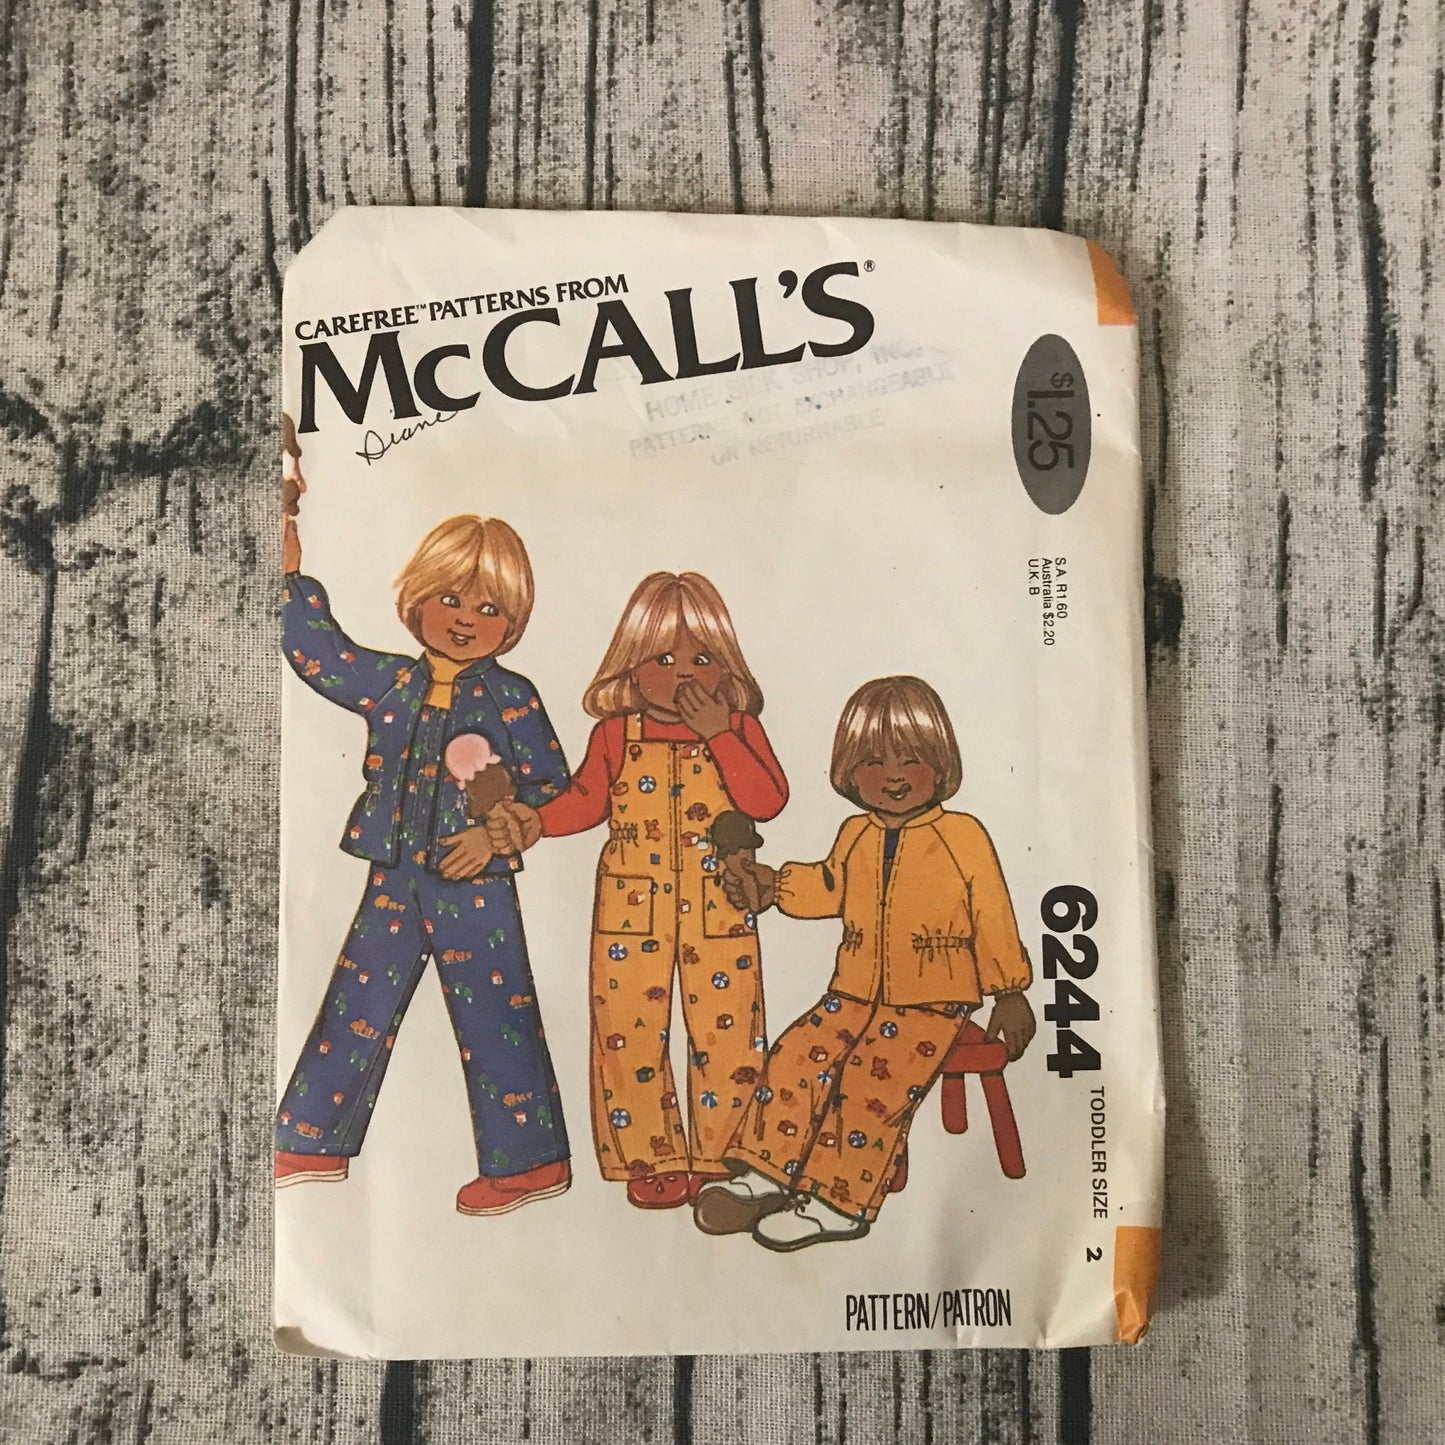 CAREFREE™ PATTERNS FROM
McCALL'S®
Diane
HOME SILK SHOP, INC.
PATTERNS NOT EXCHANGEABLE
OR RETURNABLE
$1.25
S.A. R1.60
Australia $2.20
U.K. B
6244
TODDLER SIZE 2
PATTERN/PATRON